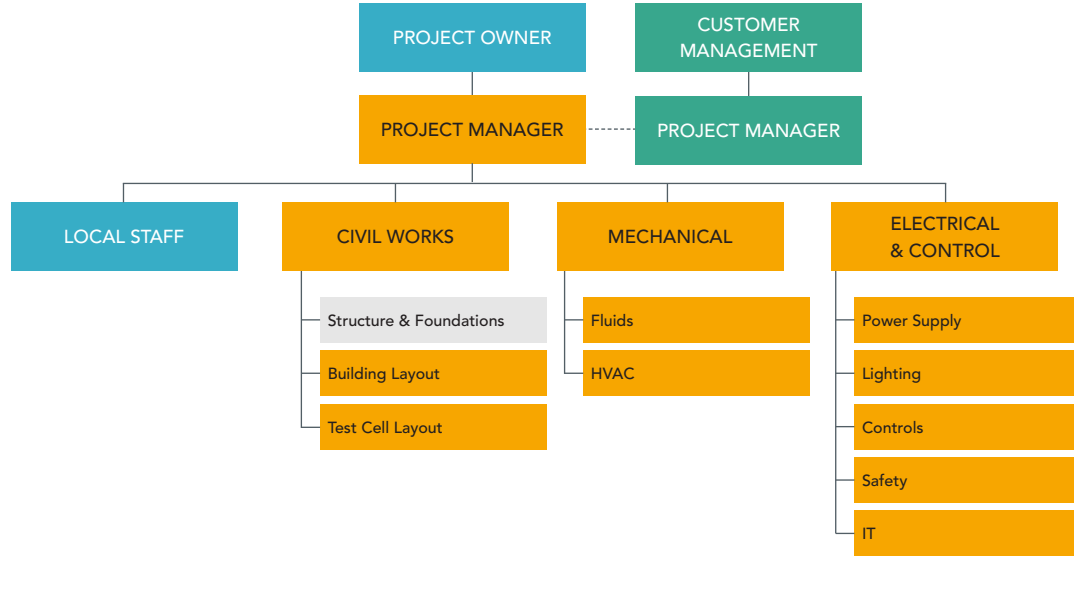 PROJECT OWNER
CUSTOMER
MANAGEMENT
PROJECT MANAGER
PROJECT MANAGER
LOCAL STAFF
CIVIL WORKS
MECHANICAL
ELECTRICAL
& CONTROL
Structure & Foundations
Building Layout
Test Cell Layout
Fluids
HVAC
Power Supply
Lighting
Controls
Safety
IT